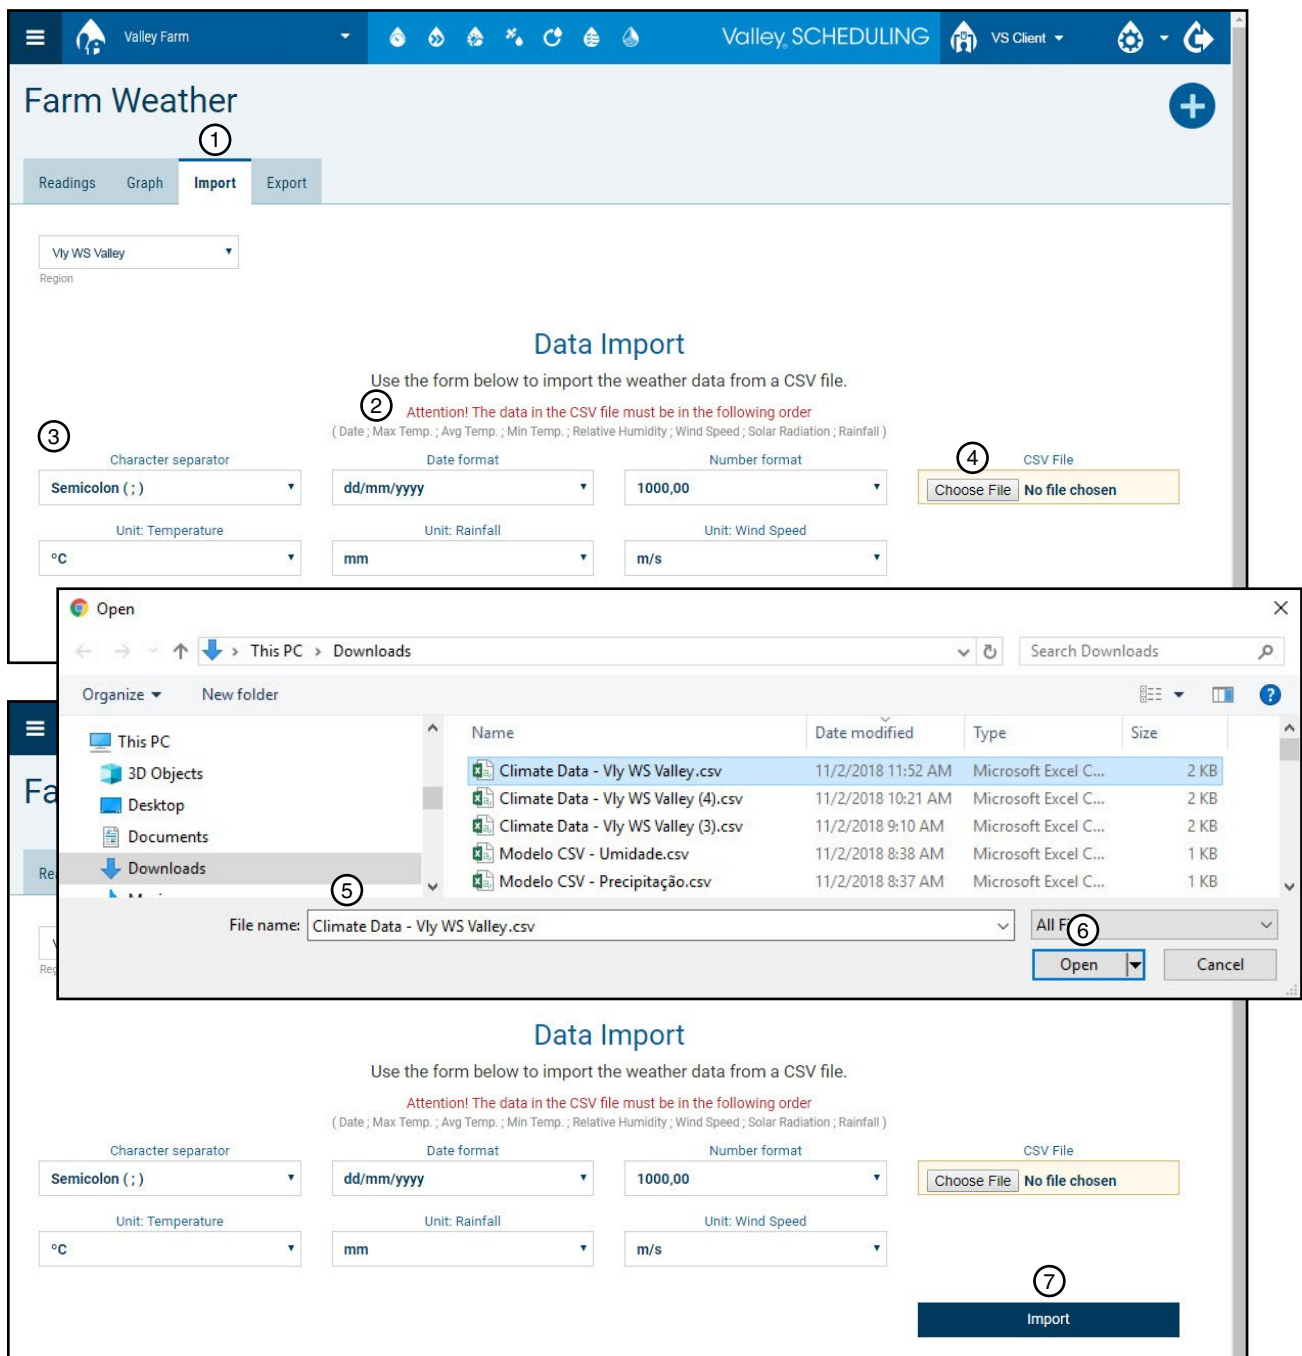 Valley Farm
Valley SCHEDULING
VS Client
Farm Weather
1
Readings Graph Import Export
Vly WS Valley
Region
Data Import
Use the form below to import the weather data from a CSV file.
2
Attention! The data in the CSV file must be in the following order
( Date ; Max Temp. ; Avg Temp. ; Min Temp. ; Relative Humidity ; Wind Speed ; Solar Radiation ; Rainfall )
3
4
Character separator Date format Number format CSV File
Semicolon ( ; ) dd/mm/yyyy 1000,00 Choose File No file chosen
Unit: Temperature Unit: Rainfall Unit: Wind Speed
ºC mm m/s
Open
This PC > Downloads Search Downloads
Organize New folder
Name Date modified Type Size
This PC
3D Objects
Desktop
Documents
Downloads
Climate Data - Vly WS Valley.csv 11/2/2018 11:52 AM Microsoft Excel C... 2 KB
Climate Data - Vly WS Valley (4).csv 11/2/2018 10:21 AM Microsoft Excel C... 2 KB
Climate Data - Vly WS Valley (3).csv 11/2/2018 9:10 AM Microsoft Excel C... 2 KB
Modelo CSV - Umidade.csv 11/2/2018 8:38 AM Microsoft Excel C... 1 KB
Modelo CSV - Precipitação.csv 11/2/2018 8:37 AM Microsoft Excel C... 1 KB
5
File name: Climate Data - Vly WS Valley.csv
All Fi
6
Open Cancel
Fa
Re
Reg
Data Import
Use the form below to import the weather data from a CSV file.
Attention! The data in the CSV file must be in the following order
( Date ; Max Temp. ; Avg Temp. ; Min Temp. ; Relative Humidity ; Wind Speed ; Solar Radiation ; Rainfall )
Character separator Date format Number format CSV File
Semicolon ( ; ) dd/mm/yyyy 1000,00 Choose File No file chosen
Unit: Temperature Unit: Rainfall Unit: Wind Speed
ºC mm m/s
7
Import